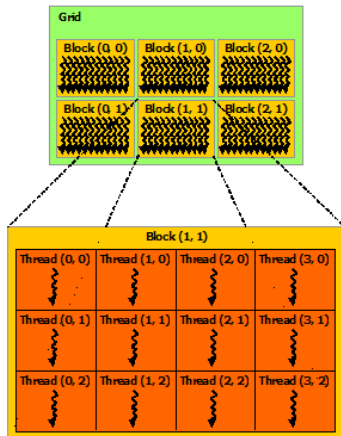 Grid
Block (0, 0) Block (1, 0) Block (2, 0)
Block (0, 1) Block (1, 1) Block (2, 1)
Block (1, 1)
Thread (0, 0) Thread (1, 0) Thread (2, 0) Thread (3, 0)
Thread (0, 1) Thread (1, 1) Thread (2, 1) Thread (3, 1)
Thread (0, 2) Thread (1, 2) Thread (2, 2) Thread (3, 2)